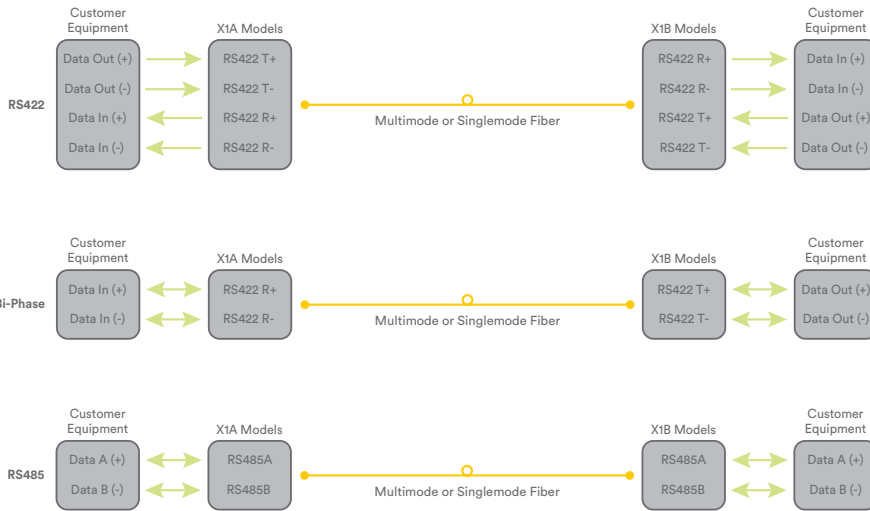 Customer
Equipment
X1A Models
X1B Models
Customer
Equipment
RS422
Data Out (+)
RS422 T+
RS422 R+
Data In (+)
Data Out (-)
RS422 T-
RS422 R-
Data In (-)
Data In (+)
RS422 R+
RS422 T+
Data Out (+)
Data In (-)
RS422 R-
RS422 T-
Data Out (-)
Multimode or Singlemode Fiber
Customer
Equipment
X1A Models
X1B Models
Customer
Equipment
Bi-Phase
Data In (+)
RS422 R+
RS422 T+
Data Out (+)
Data In (-)
RS422 R-
RS422 T-
Data Out (-)
Multimode or Singlemode Fiber
Customer
Equipment
X1A Models
X1B Models
Customer
Equipment
RS485
Data A (+)
RS485A
RS485A
Data A (+)
Data B (-)
RS485B
RS485B
Data B (-)
Multimode or Singlemode Fiber